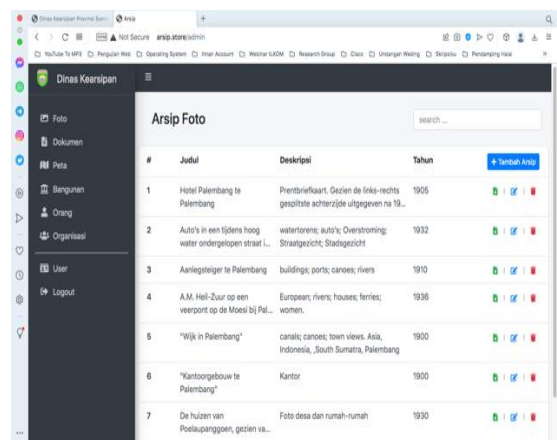 Dinas Kearsipan Provinsi Sum
Arsip
Not Secure arsip.store/admin
YouTube To MP3
Pengujian Web
Operating System
Iman Account
Webinar ILKOM
Research Group
Cisco
Undangan Weding
Skripsiku
Pendamping Halal
Dinas Kearsipan
Foto
Dokumen
Peta
Bangunan
Orang
Organisasi
User
Logout
Arsip Foto
search ...
# Judul Deskripsi Tahun + Tambah Arsip
1 Hotel Palembang te Prentbriefkaart. Gezien de links-rechts 1905
Palembang gesplitste achterzijde uitgegeven na 19...
2 Auto's in een tijdens hoog watertorens; auto's; Overstroming; 1932
water ondergelopen straat i... Straatgezicht; Stadsgezicht
3 Aanlegsteiger te Palembang buildings; ports; canoes; rivers 1910
4 A.M. Heil-Zuur op een European; rivers; houses; ferries; 1936
veerpont op de Moesi bij Pal... women.
5 "Wijk in Palembang" canals; canoes; town views. Asia, 1900
Indonesia, ,South Sumatra, Palembang
6 "Kantoorgebouw te Kantor 1900
Palembang"
7 De huizen van Foto desa dan rumah-rumah 1930
Poelaupanggoen, gezien va...